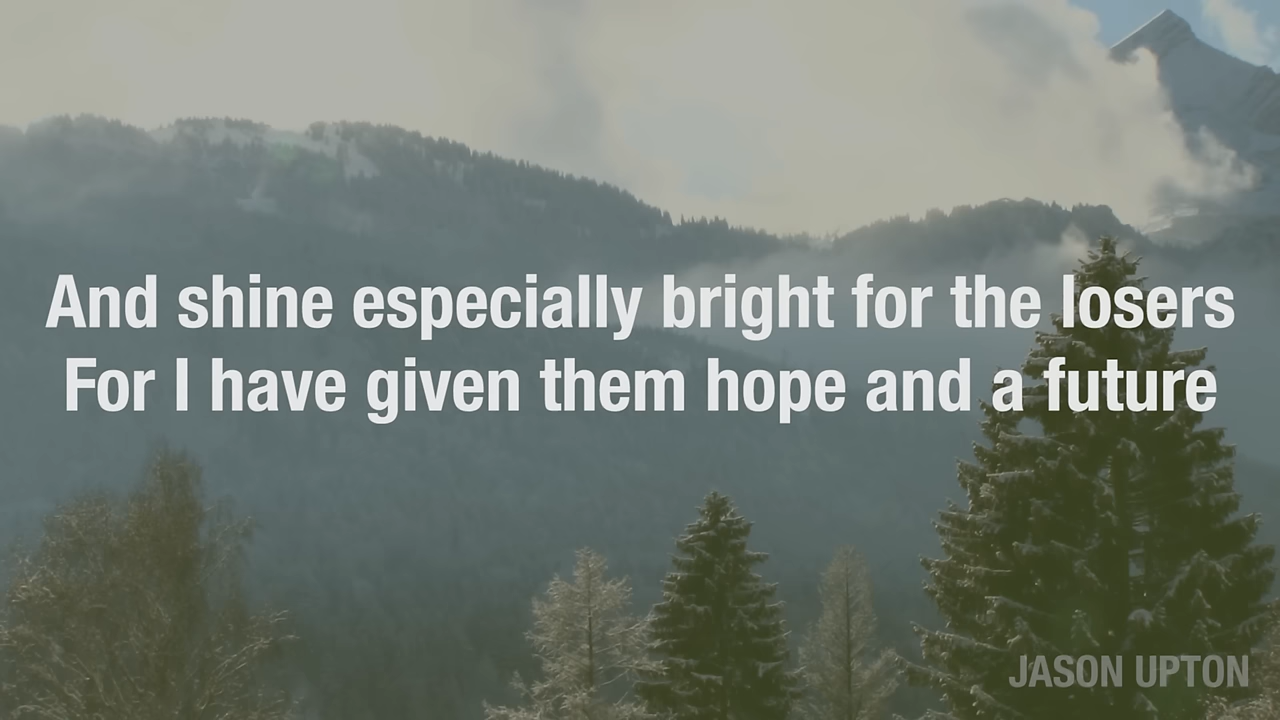 And shine especially bright for the losers
For I have given them hope and a future
JASON UPTON